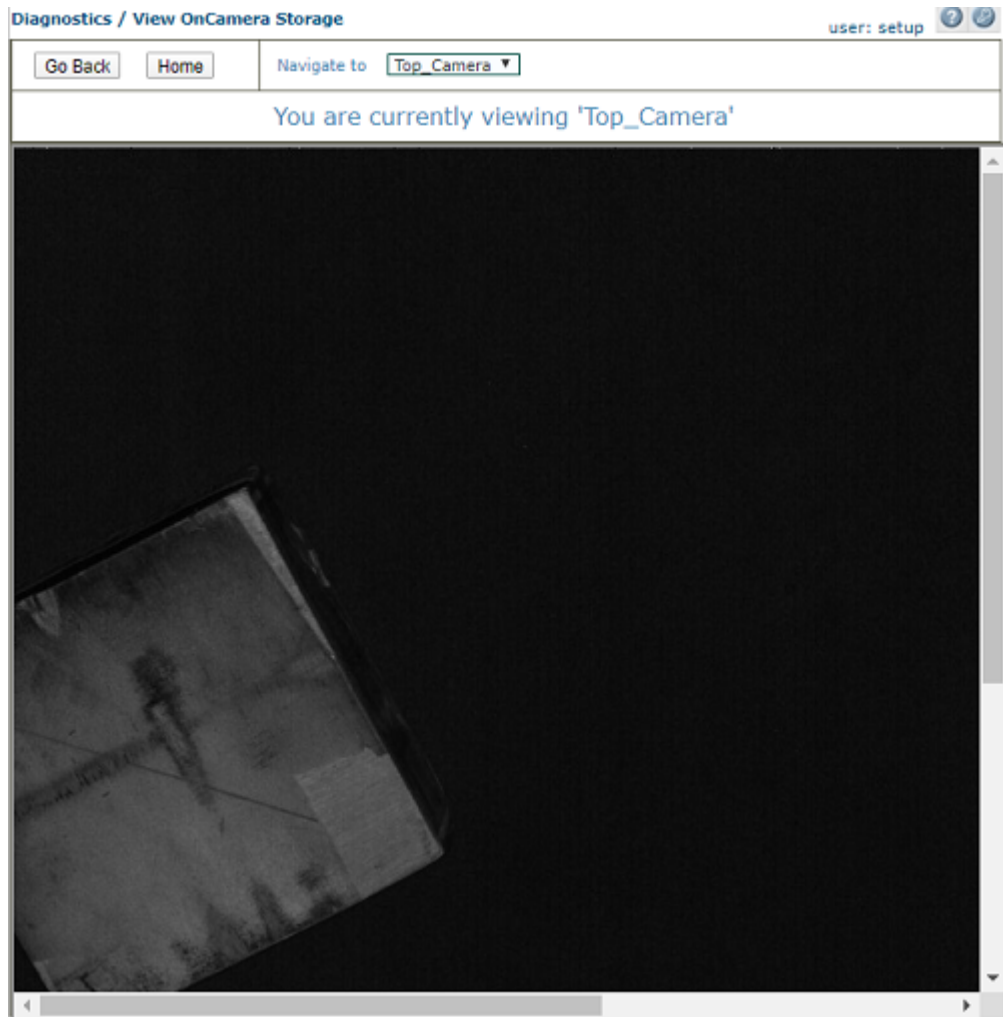 Diagnostics / View OnCamera Storage
user: setup
?
Go Back
Home
Navigate to
Top_Camera
You are currently viewing 'Top_Camera'